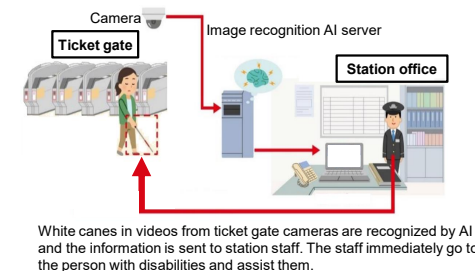 Camera
Image recognition AI server
Ticket gate
Station office
White canes in videos from ticket gate cameras are recognized by AI
and the information is sent to station staff. The staff immediately go to
the person with disabilities and assist them.